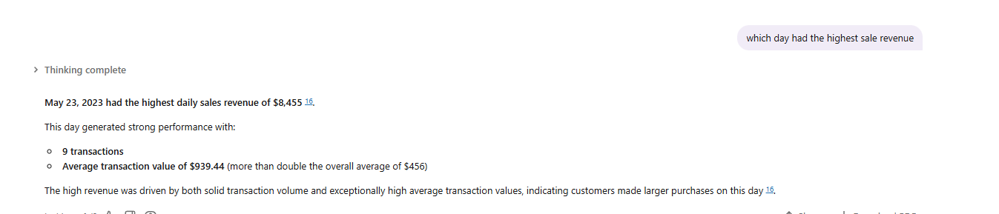 which day had the highest sale revenue
Thinking complete
May 23, 2023 had the highest daily sales revenue of $8,455 16.
This day generated strong performance with:
9 transactions
Average transaction value of $939.44 (more than double the overall average of $456)
The high revenue was driven by both solid transaction volume and exceptionally high average transaction values, indicating customers made larger purchases on this day 16.